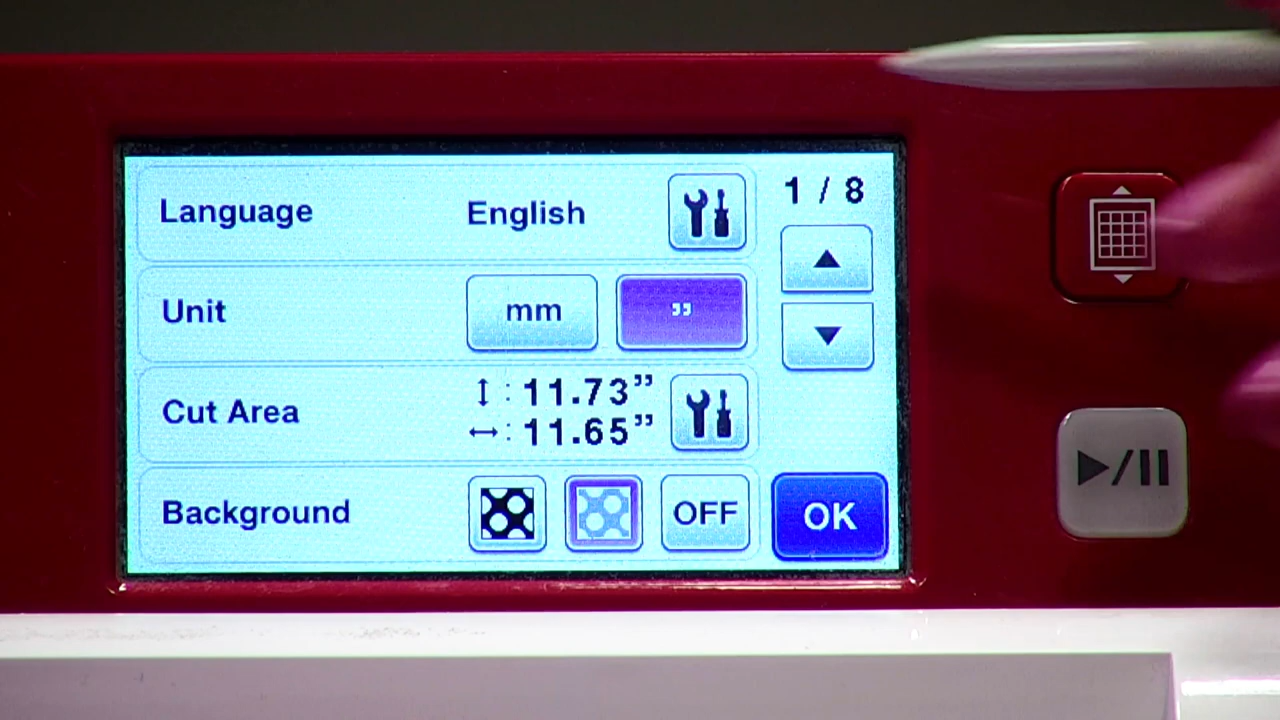 Language English 1 / 8
Unit mm ”
Cut Area 11.73”
11.65”
Background OFF OK